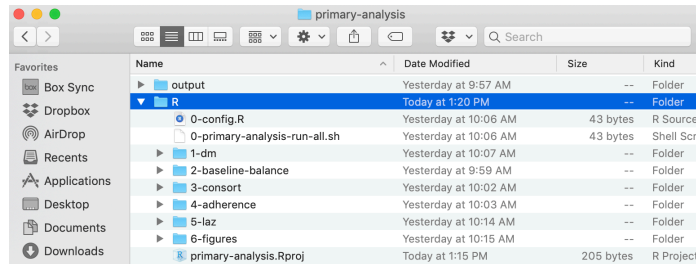 primary-analysis
Search
Favorites
box Box Sync
Dropbox
AirDrop
Recents
Applications
Desktop
Documents
Downloads
Name Date Modified Size Kind
output Yesterday at 9:57 AM -- Folder
R Today at 1:20 PM -- Folder
0-config.R Yesterday at 10:06 AM 43 bytes R Source
0-primary-analysis-run-all.sh Yesterday at 10:06 AM 43 bytes Shell Scr
1-dm Yesterday at 10:07 AM -- Folder
2-baseline-balance Yesterday at 9:59 AM -- Folder
3-consort Yesterday at 10:02 AM -- Folder
4-adherence Yesterday at 10:03 AM -- Folder
5-laz Yesterday at 10:14 AM -- Folder
6-figures Yesterday at 10:15 AM -- Folder
R primary-analysis.Rproj Today at 1:15 PM 205 bytes R Project